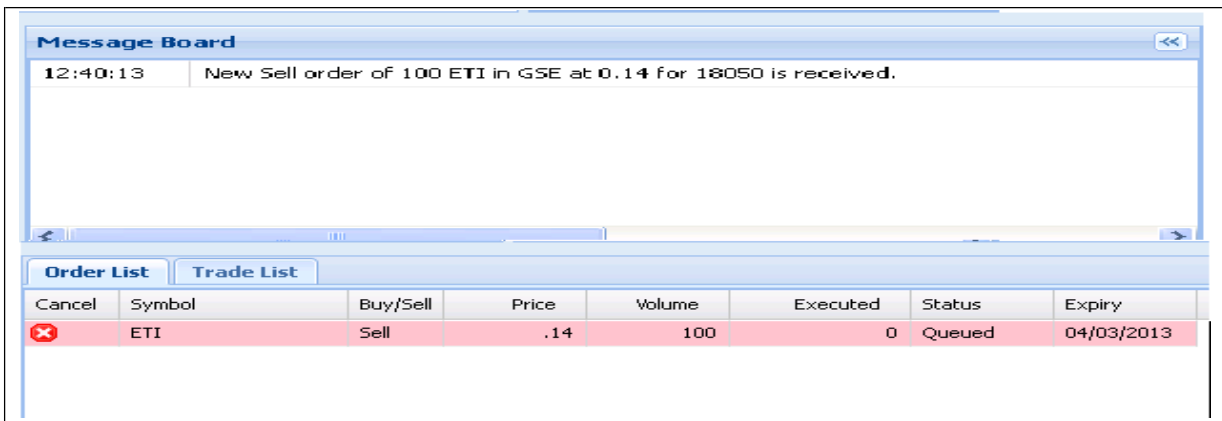 Message Board
12:40:13 New Sell order of 100 ETI in GSE at 0.14 for 18050 is received.
Order List Trade List
Cancel Symbol Buy/Sell Price Volume Executed Status Expiry
ETI Sell .14 100 0 Queued 04/03/2013